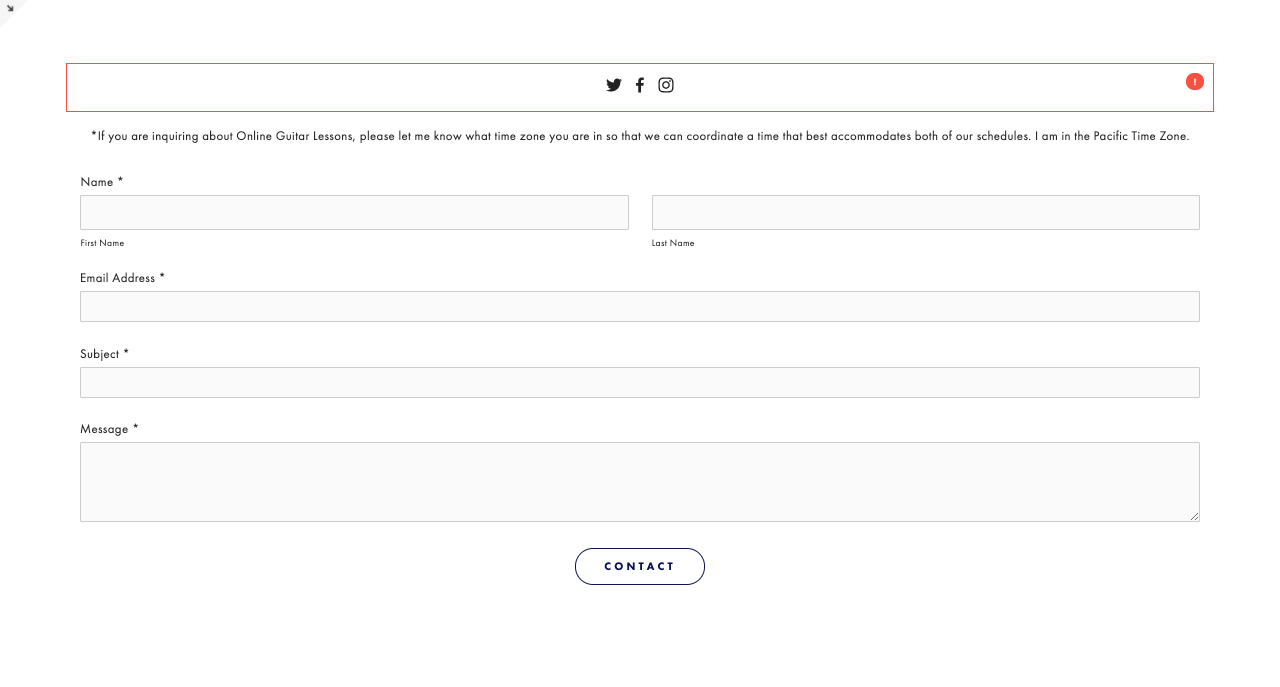 *If you are inquiring about Online Guitar Lessons, please let me know what time zone you are in so that we can coordinate a time that best accommodates both of our schedules. I am in the Pacific Time Zone.
Name *
First Name
Last Name
Email Address *
Subject *
Message *
CONTACT